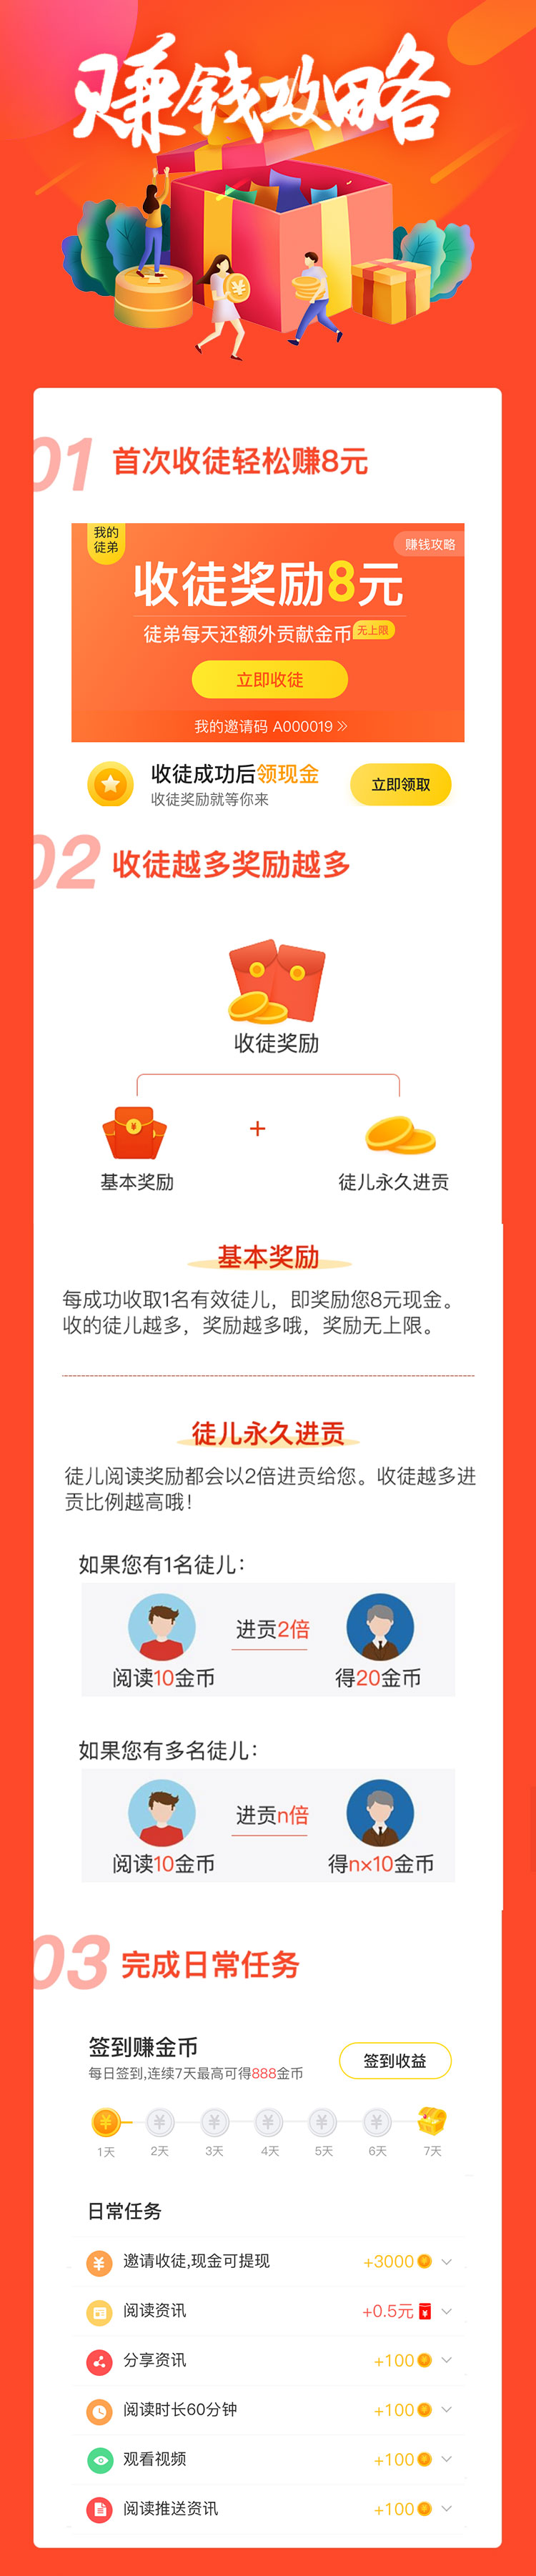 赚钱攻略
01 首次收徒轻松赚8元
我的
徒弟
赚钱攻略
收徒奖励8元
徒弟每天还额外贡献金币 无上限
立即收徒
我的邀请码 A000019 >>
收徒成功后领现金
收徒奖励就等你来
立即领取
02 收徒越多奖励越多
收徒奖励
+
基本奖励 徒儿永久进贡
基本奖励
每成功收取1名有效徒儿，即奖励您8元现金。
收的徒儿越多，奖励越多哦，奖励无上限。
徒儿永久进贡
徒儿阅读奖励都会以2倍进贡给您。收徒越多进
贡比例越高哦！
如果您有1名徒儿：
进贡2倍
阅读10金币 得20金币
如果您有多名徒儿：
进贡n倍
阅读10金币 得n×10金币
03 完成日常任务
签到赚金币
每日签到,连续7天最高可得888金币
签到收益
1天 2天 3天 4天 5天 6天 7天
日常任务
邀请收徒,现金可提现 +3000
阅读资讯 +0.5元
分享资讯 +100
阅读时长60分钟 +100
观看视频 +100
阅读推送资讯 +100